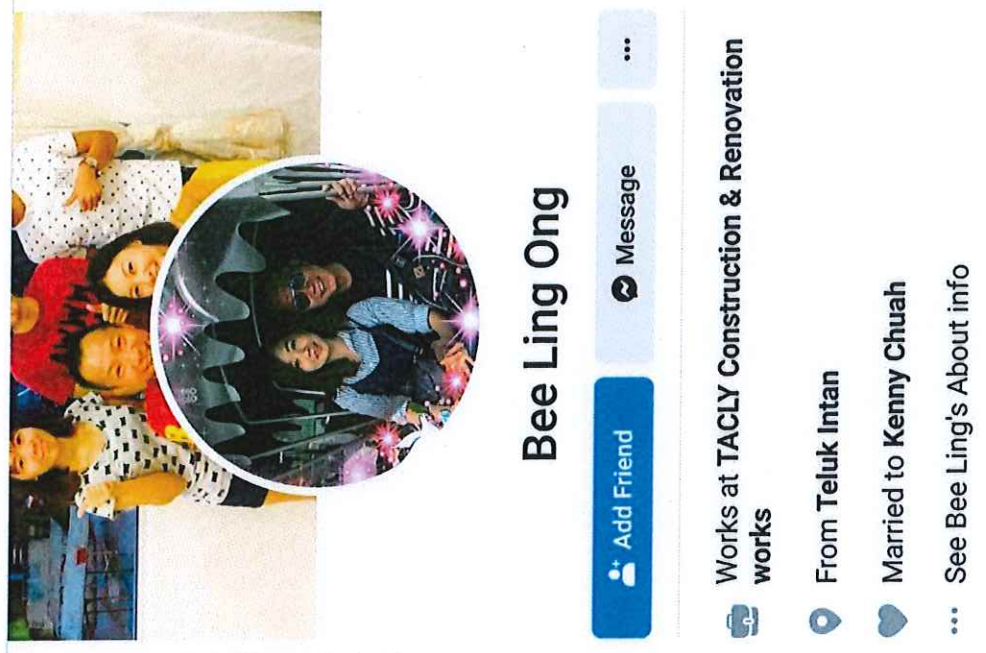 Bee Ling Ong
Add Friend
Message
Works at TACLY Construction & Renovation
works
From Teluk Intan
Married to Kenny Chuah
See Bee Ling's About info